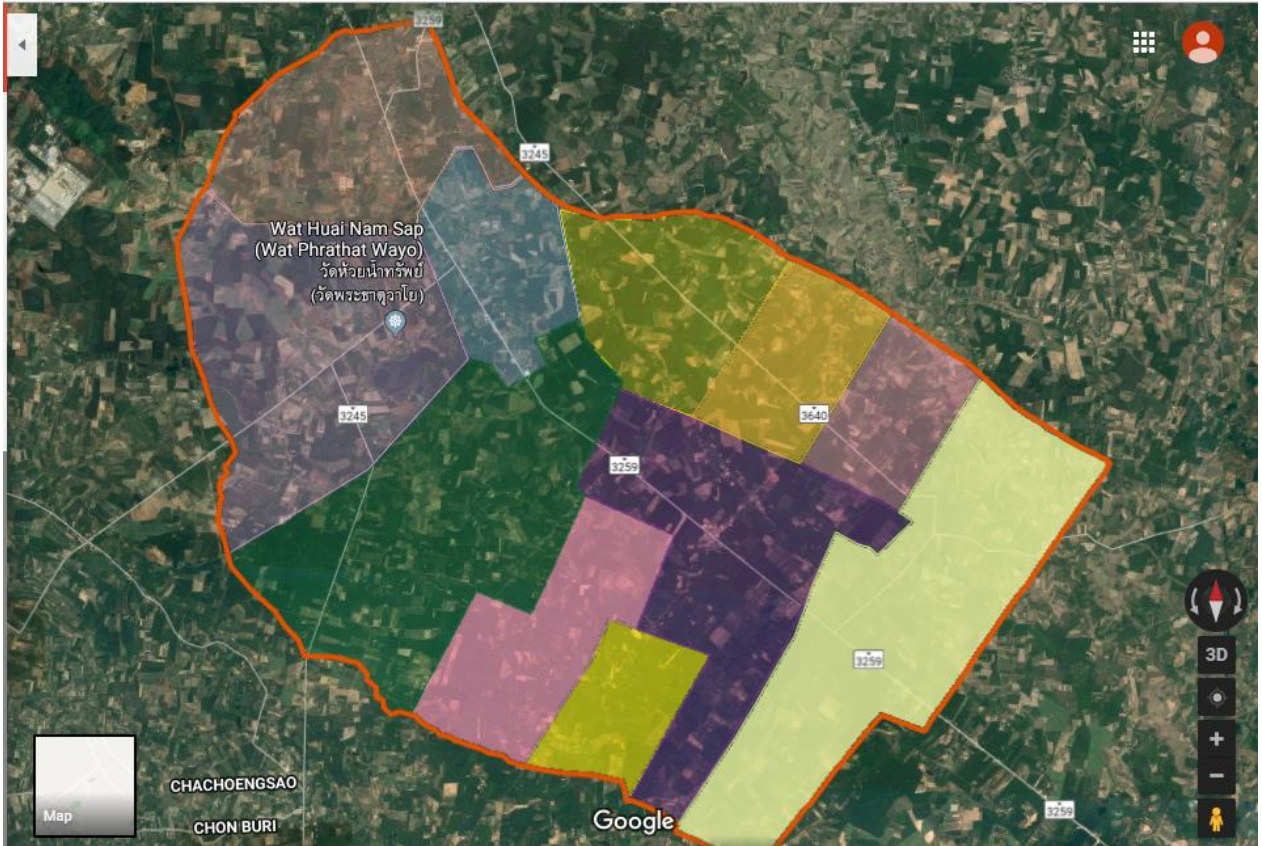 3259
3245
Wat Huai Nam Sap
(Wat Phrathat Wayo)
วัดห้วยน้ำทรัพย์
(วัดพระธาตุวาโย)
3245
3640
3259
3D
3259
+
−
CHACHOENGSAO
Map
CHON BURI
Google
3259